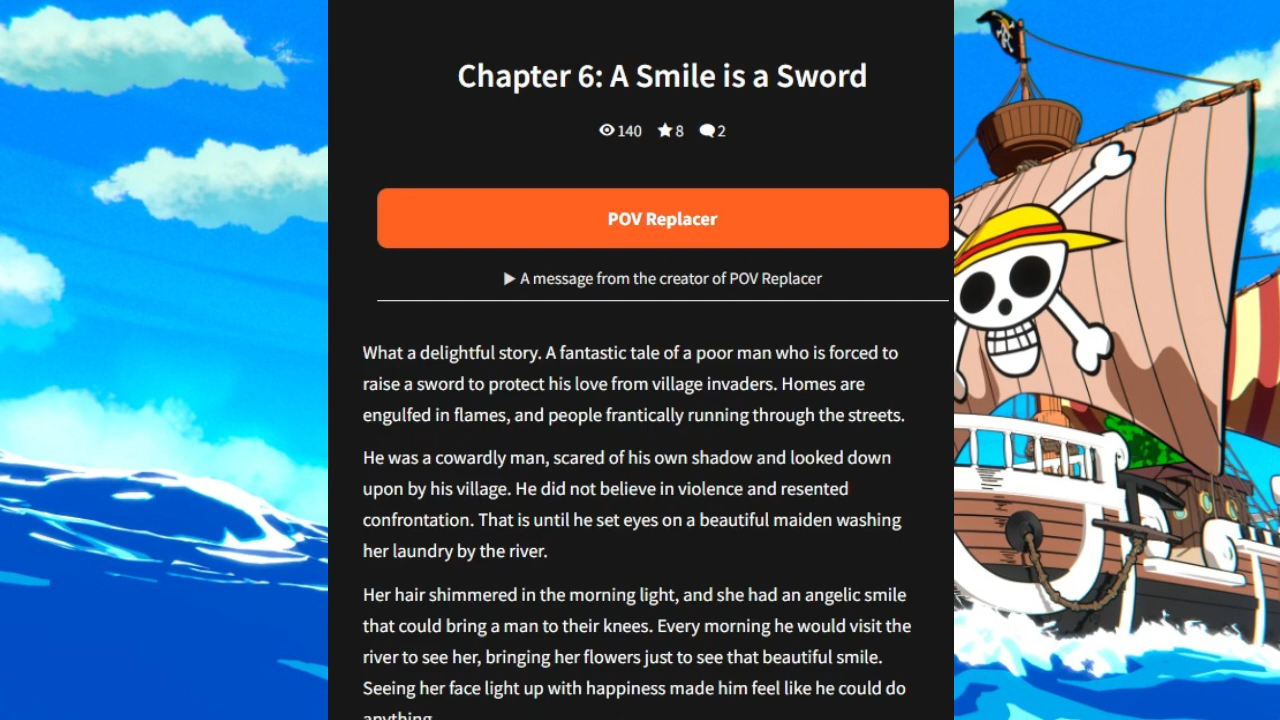 Chapter 6: A Smile is a Sword
140 8 2
POV Replacer
▶ A message from the creator of POV Replacer
What a delightful story. A fantastic tale of a poor man who is forced to
raise a sword to protect his love from village invaders. Homes are
engulfed in flames, and people frantically running through the streets.
He was a cowardly man, scared of his own shadow and looked down
upon by his village. He did not believe in violence and resented
confrontation. That is until he set eyes on a beautiful maiden washing
her laundry by the river.
Her hair shimmered in the morning light, and she had an angelic smile
that could bring a man to their knees. Every morning he would visit the
river to see her, bringing her flowers just to see that beautiful smile.
Seeing her face light up with happiness made him feel like he could do
anything.